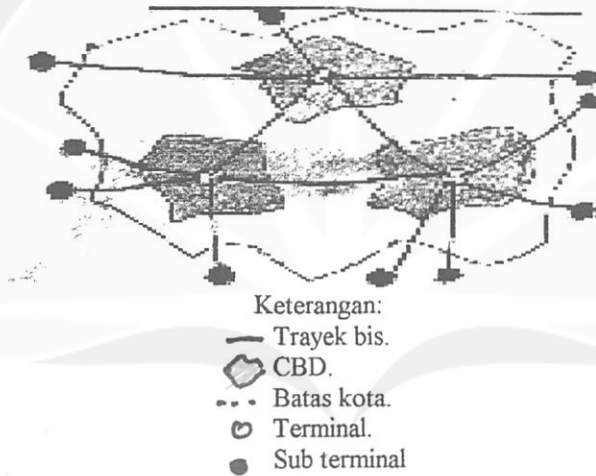 Keterangan:
Trayek bis.
CBD.
Batas kota.
Terminal.
Sub terminal